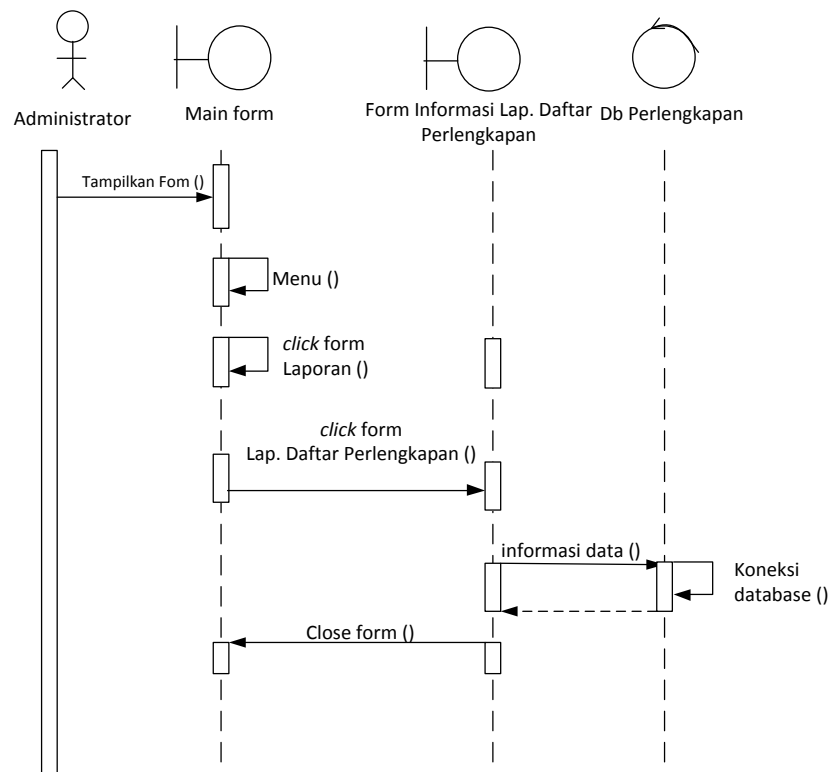 Administrator
Main form
Form Informasi Lap. Daftar
Perlengkapan
Db Perlengkapan
Tampilkan Fom ()
Menu ()
click form
Laporan ()
click form
Lap. Daftar Perlengkapan ()
informasi data ()
Koneksi
database ()
Close form ()